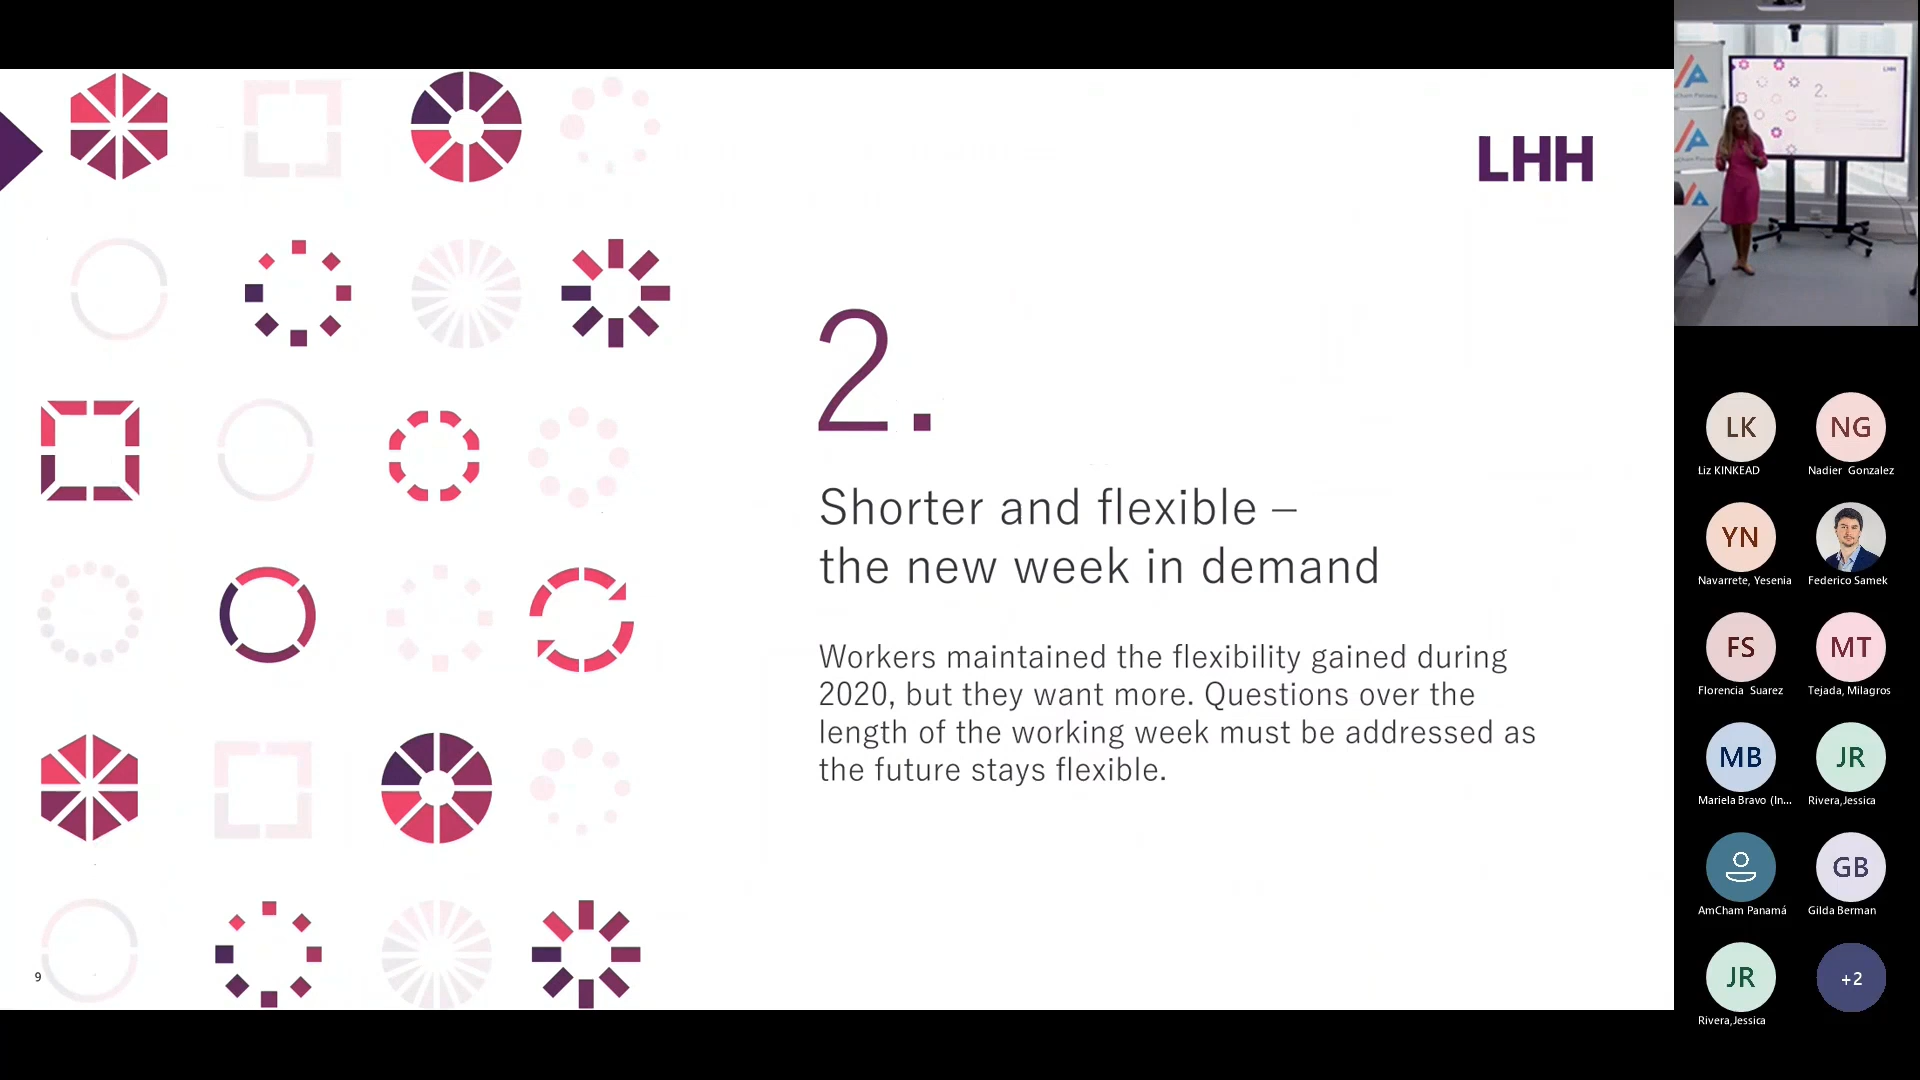 LHH
2.
Shorter and flexible –
the new week in demand
Workers maintained the flexibility gained during
2020, but they want more. Questions over the
length of the working week must be addressed as
the future stays flexible.
9
LHH
2.
LK
Liz KINKEAD
NG
Nadier Gonzalez
YN
Navarrete, Yesenia
Federico Samek
FS
Florencia Suarez
MT
Tejada, Milagros
MB
Mariela Bravo (In...
JR
Rivera,Jessica
AmCham Panamá
GB
Gilda Berman
JR
Rivera,Jessica
+2